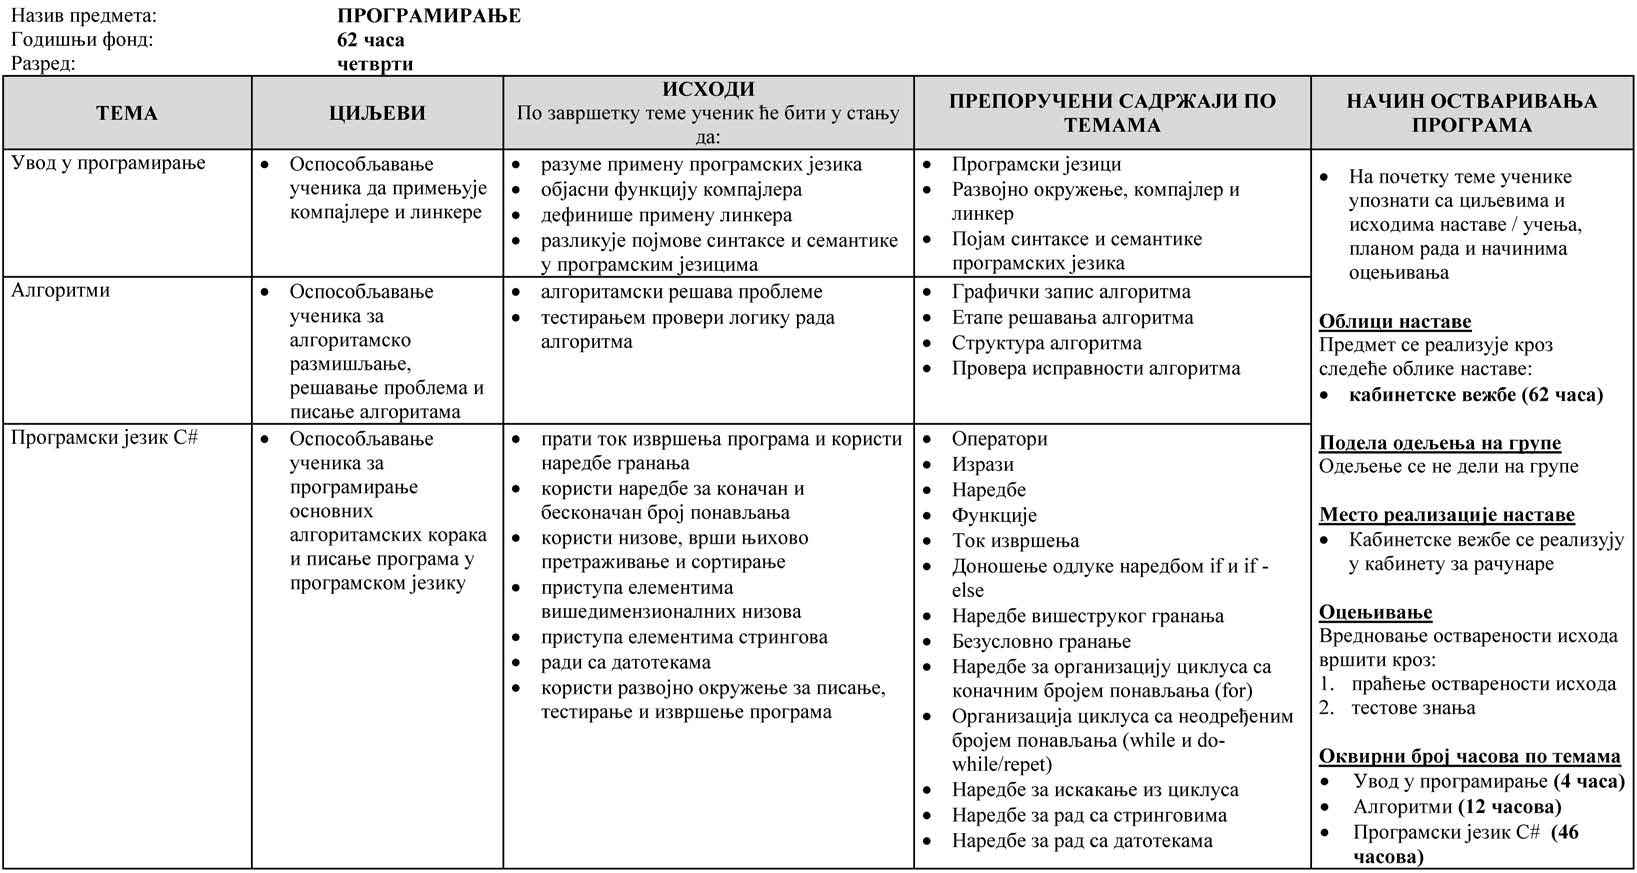 Назив предмета: ПРОГРАМИРАЊЕ
Годишњи фонд: 62 часа
Разред: четврти
ТЕМА
ЦИЉЕВИ
ИСХОДИ
По завршетку теме ученик ће бити у стању
да:
ПРЕПОРУЧЕНИ САДРЖАЈИ ПО
ТЕМАМА
НАЧИН ОСТВАРИВАЊА
ПРОГРАМА
Увод у програмирање
• Оспособљавање
ученика да примењује
компајлере и линкере
• разуме примену програмских језика
• објасни функцију компајлера
• дефинише примену линкера
• разликује појмове синтаксе и семантике
у програмским језицима
• Програмски језици
• Развојно окружење, компајлер и
линкер
• Појам синтаксе и семантике
програмских језика
Алгоритми
• Оспособљавање
ученика за
алгоритамско
размишљање,
решавање проблема и
писање алгоритама
• алгоритамски решава проблеме
• тестирањем провери логику рада
алгоритма
• Графички запис алгоритма
• Етапе решавања алгоритма
• Структура алгоритма
• Провера исправности алгоритма
Програмски језик C#
• Оспособљавање
ученика за
програмирање
основних
алгоритамских корака
и писање програма у
програмском језику
• прати ток извршења програма и користи
наредбе гранања
• користи наредбе за коначан и
бесконачан број понављања
• користи низове, врши њихово
претраживање и сортирање
• приступа елементима
вишедимензионалних низова
• приступа елементима стрингова
• ради са датотекама
• користи развојно окружење за писање,
тестирање и извршење програма
• Оператори
• Изрази
• Наредбе
• Функције
• Ток извршења
• Доношење одлуке наредбом if и if -
else
• Наредбе вишеструког гранања
• Безусловно гранање
• Наредбе за организацију циклуса са
коначним бројем понављања (for)
• Организација циклуса са неодређеним
бројем понављања (while и do-
while/repet)
• Наредбе за искакање из циклуса
• Наредбе за рад са стринговима
• Наредбе за рад са датотекама
• На почетку теме ученике
упознати са циљевима и
исходима наставе / учења,
планом рада и начинима
оцењивања
Облици наставе
Предмет се реализује кроз
следеће облике наставе:
• кабинетске вежбе (62 часа)
Подела одељења на групе
Одељење се не дели на групе
Место реализације наставе
• Кабинетске вежбе се реализују
у кабинету за рачунаре
Оцењивање
Вредновање остварености исхода
вршити кроз:
1. праћење остварености исхода
2. тестове знања
Оквирни број часова по темама
• Увод у програмирање (4 часа)
• Алгоритми (12 часова)
• Програмски језик C# (46
часова)